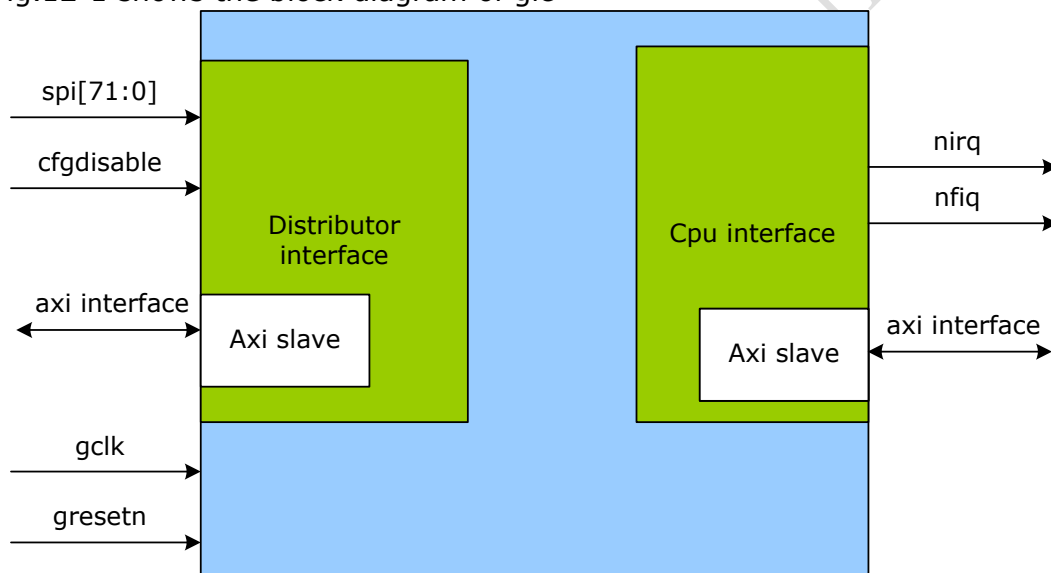 spi[71:0]
cfgdisable
nirq
nfiq
Distributor
interface
Cpu interface
axi interface
Axi slave
axi interface
Axi slave
gclk
gresetn